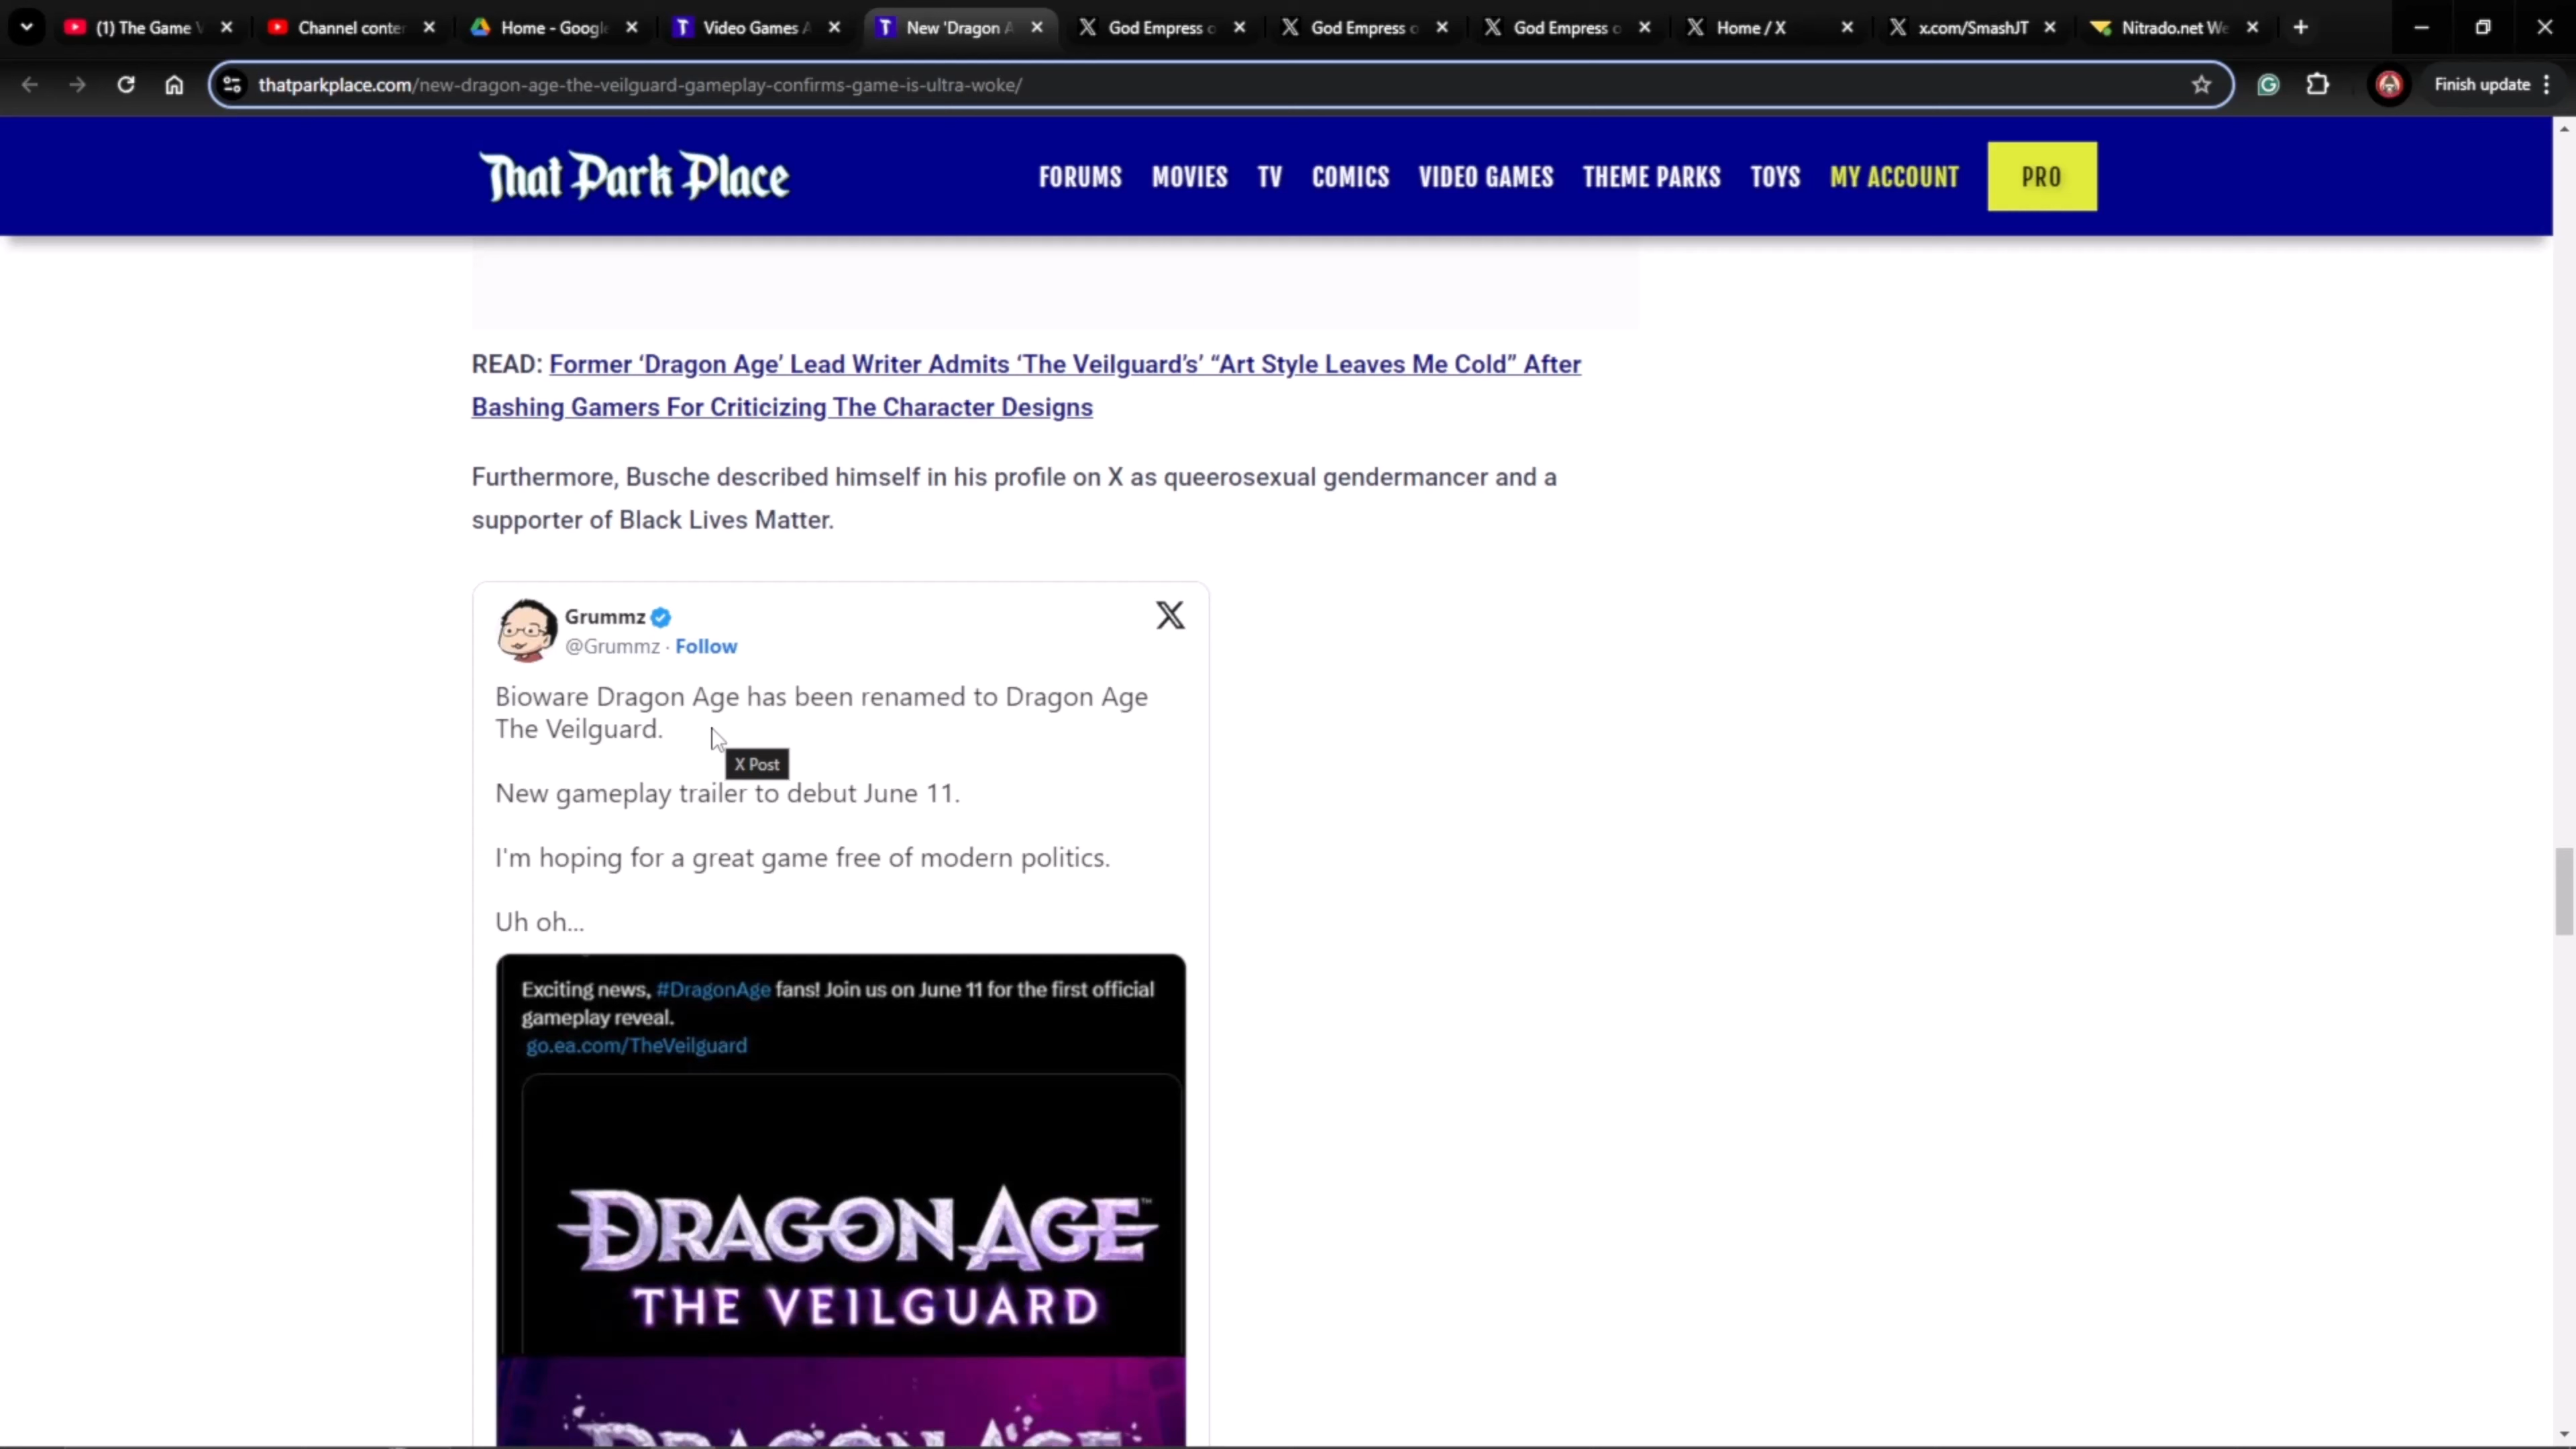 (1) The Game V
Channel conter
Home - Google
Video Games A
New 'Dragon A
God Empress o
God Empress o
God Empress o
Home / X
x.com/SmashJT
Nitrado.net We
thatparkplace.com/new-dragon-age-the-veilguard-gameplay-confirms-game-is-ultra-woke/
Finish update
That Park Place
FORUMS MOVIES TV COMICS VIDEO GAMES THEME PARKS TOYS MY ACCOUNT PRO
READ: Former ‘Dragon Age’ Lead Writer Admits ‘The Veilguard’s’ “Art Style Leaves Me Cold” After
Bashing Gamers For Criticizing The Character Designs
Furthermore, Busche described himself in his profile on X as queerosexual gendermancer and a
supporter of Black Lives Matter.
Grummz
@Grummz · Follow
Bioware Dragon Age has been renamed to Dragon Age
The Veilguard.
X Post
New gameplay trailer to debut June 11.
I'm hoping for a great game free of modern politics.
Uh oh...
Exciting news, #DragonAge fans! Join us on June 11 for the first official
gameplay reveal.
go.ea.com/TheVeilguard
DRAGON AGE™
THE VEILGUARD
DRAGON AGE